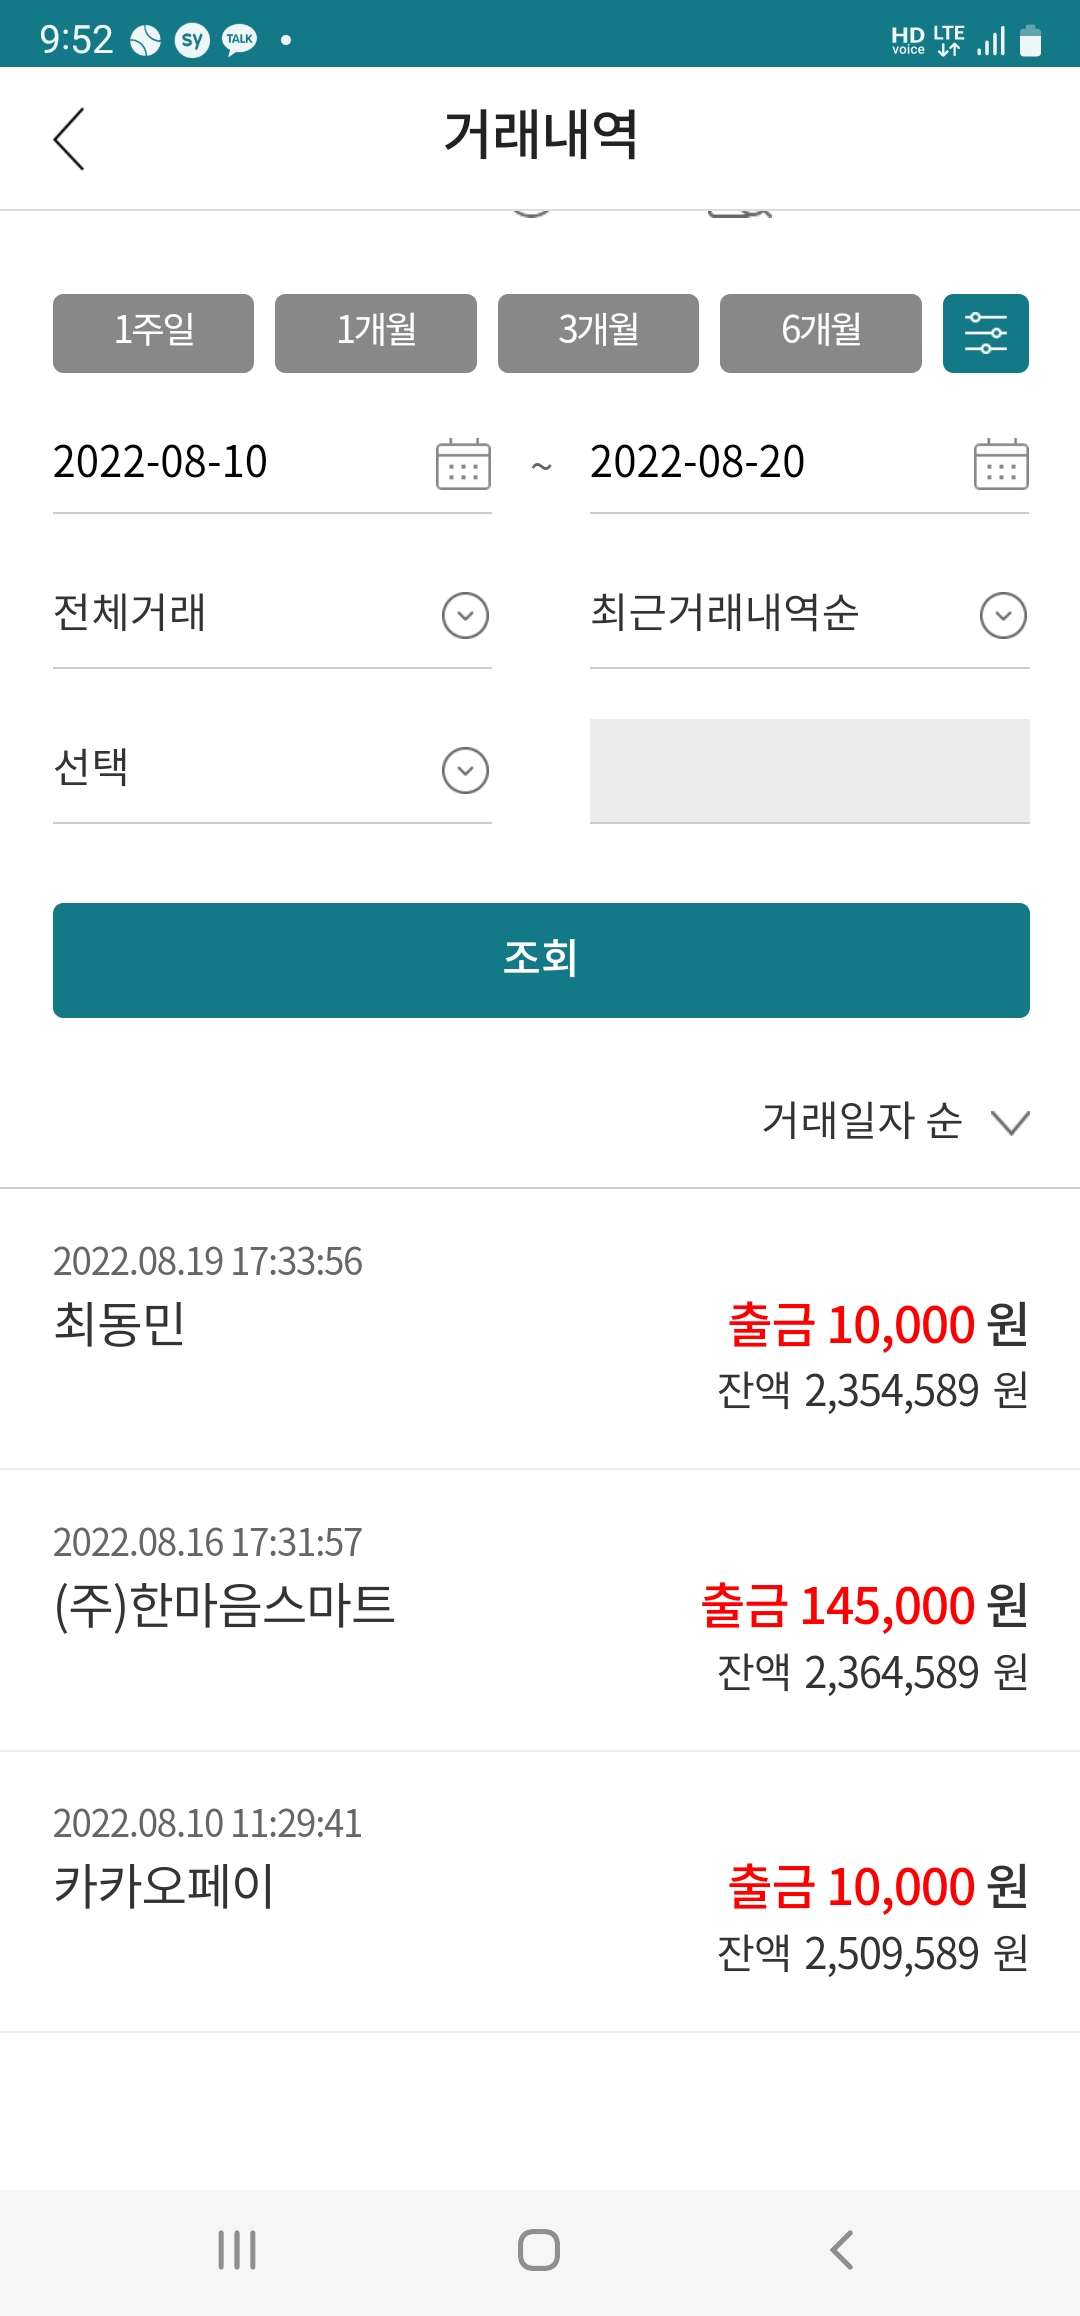 9:52 sy TALK HD voice LTE
거래내역
1주일 1개월 3개월 6개월
2022-08-10 ~ 2022-08-20
전체거래 최근거래내역순
선택
조회
거래일자 순
2022.08.19 17:33:56
최동민 출금 10,000 원
잔액 2,354,589 원
2022.08.16 17:31:57
(주)한마음스마트 출금 145,000 원
잔액 2,364,589 원
2022.08.10 11:29:41
카카오페이 출금 10,000 원
잔액 2,509,589 원